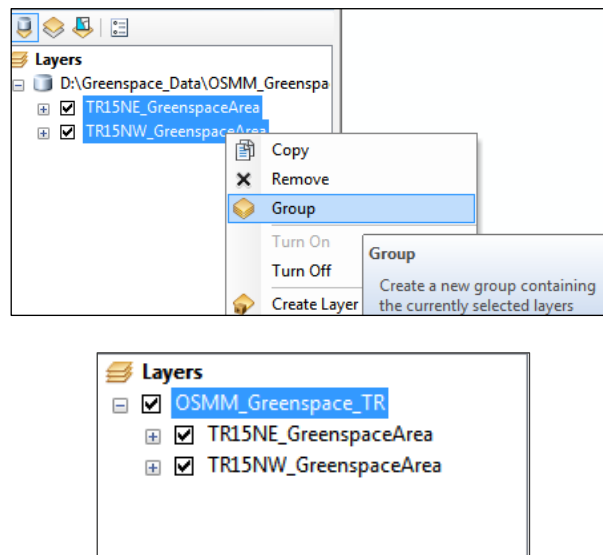 Layers
D:\Greenspace_Data\OSMM_Greenspa
TR15NE_GreenspaceArea
TR15NW_GreenspaceArea
Copy
Remove
Group
Turn On
Turn Off
Create Layer
Group
Create a new group containing
the currently selected layers
Layers
OSMM_Greenspace_TR
TR15NE_GreenspaceArea
TR15NW_GreenspaceArea